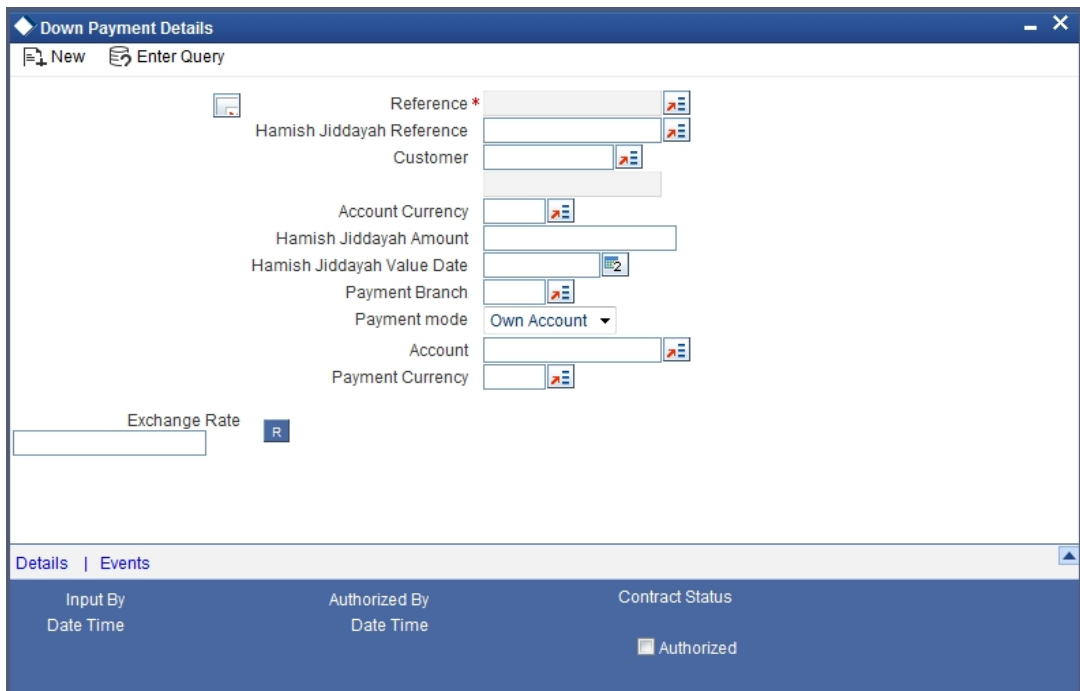 Down Payment Details
New Enter Query
Reference *
Hamish Jiddayah Reference
Customer
Account Currency
Hamish Jiddayah Amount
Hamish Jiddayah Value Date
2
Payment Branch
Payment mode Own Account
Account
Payment Currency
Exchange Rate
R
Details | Events
Input By Authorized By Contract Status
Date Time Date Time
Authorized